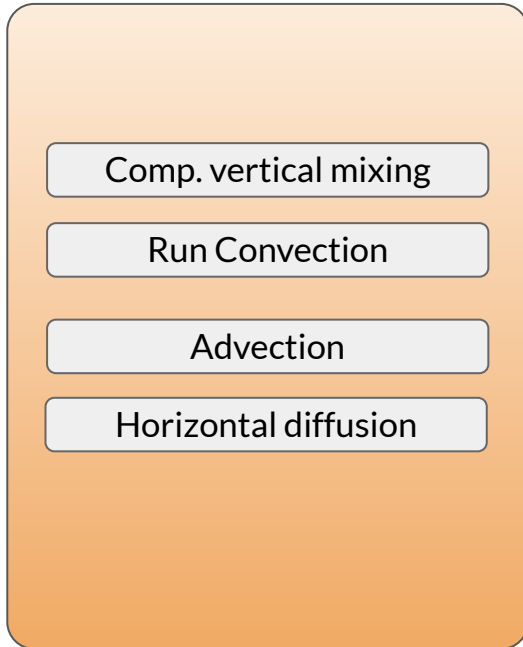 Comp. vertical mixing
Run Convection
Advection
Horizontal diffusion